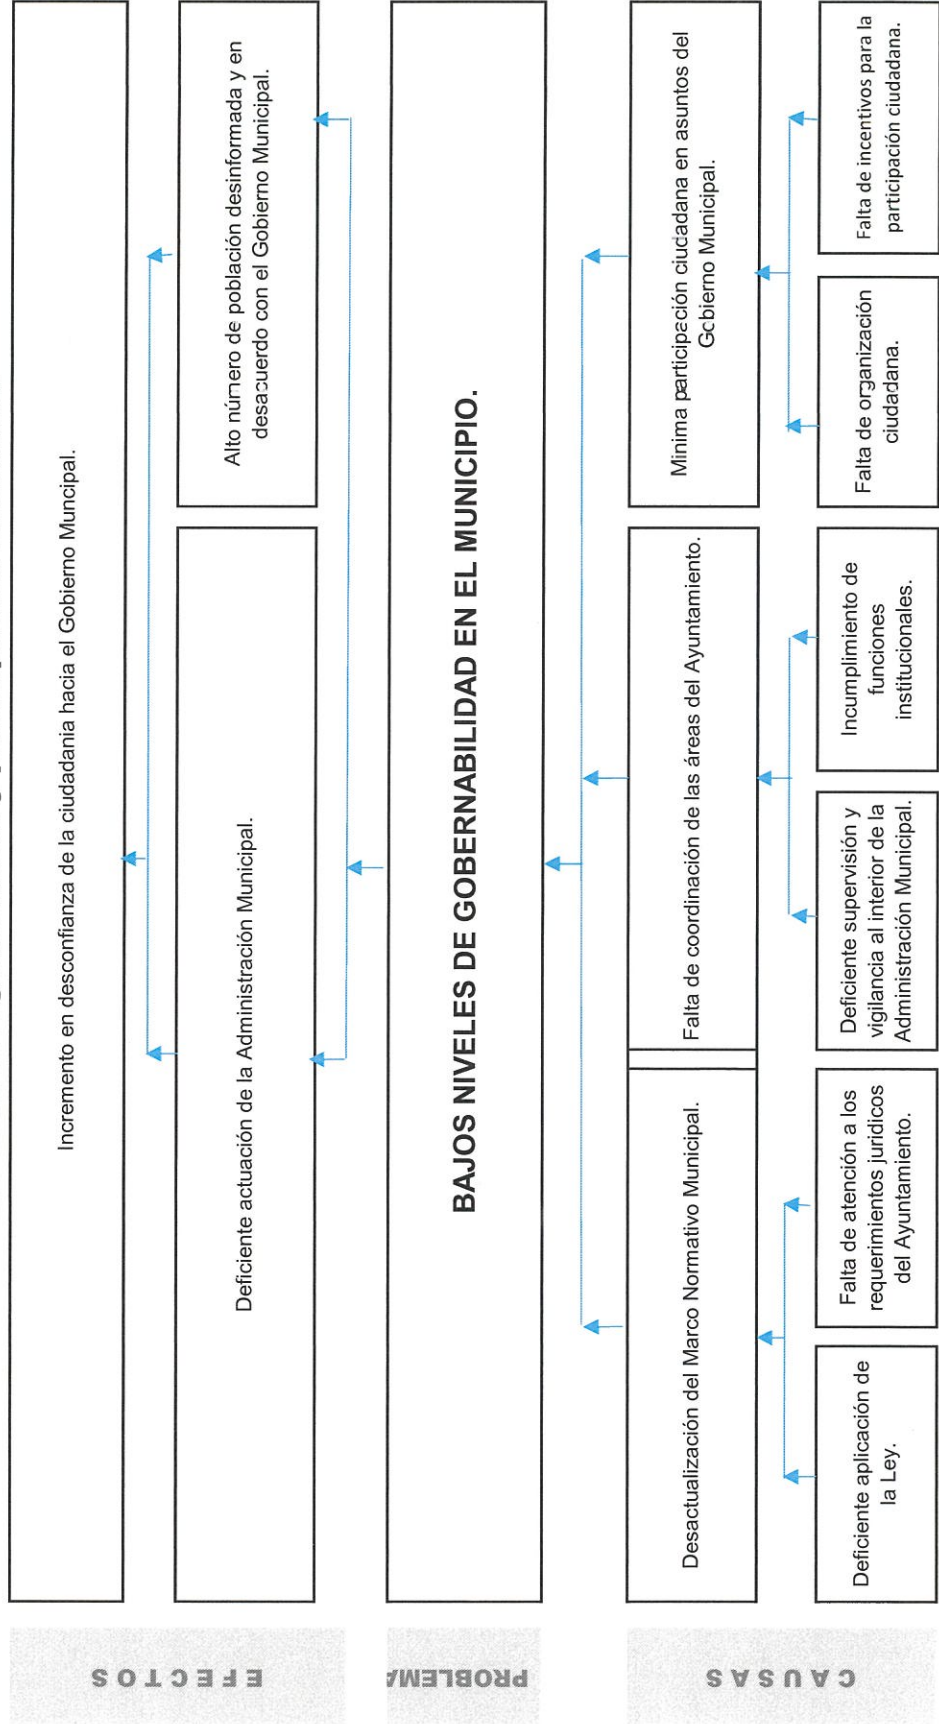 EFECTOS
Incremento en desconfianza de la ciudadania hacia el Gobierno Muncipal.
Deficiente actuación de la Administración Municipal.
Alto número de población desinformada y en
desacuerdo con el Gobierno Municipal.
PROBLEMA
BAJOS NIVELES DE GOBERNABILIDAD EN EL MUNICIPIO.
CAUSAS
Desactualización del Marco Normativo Municipal.
Falta de coordinación de las áreas del Ayuntamiento.
Minima participación ciudadana en asuntos del
Gobierno Municipal.
Deficiente aplicación de
la Ley.
Falta de atención a los
requerimientos juridicos
del Ayuntamiento.
Deficiente supervisión y
vigilancia al interior de la
Administración Municipal.
Incumplimiento de
funciones
institucionales.
Falta de organización
ciudadana.
Falta de incentivos para la
participación ciudadana.